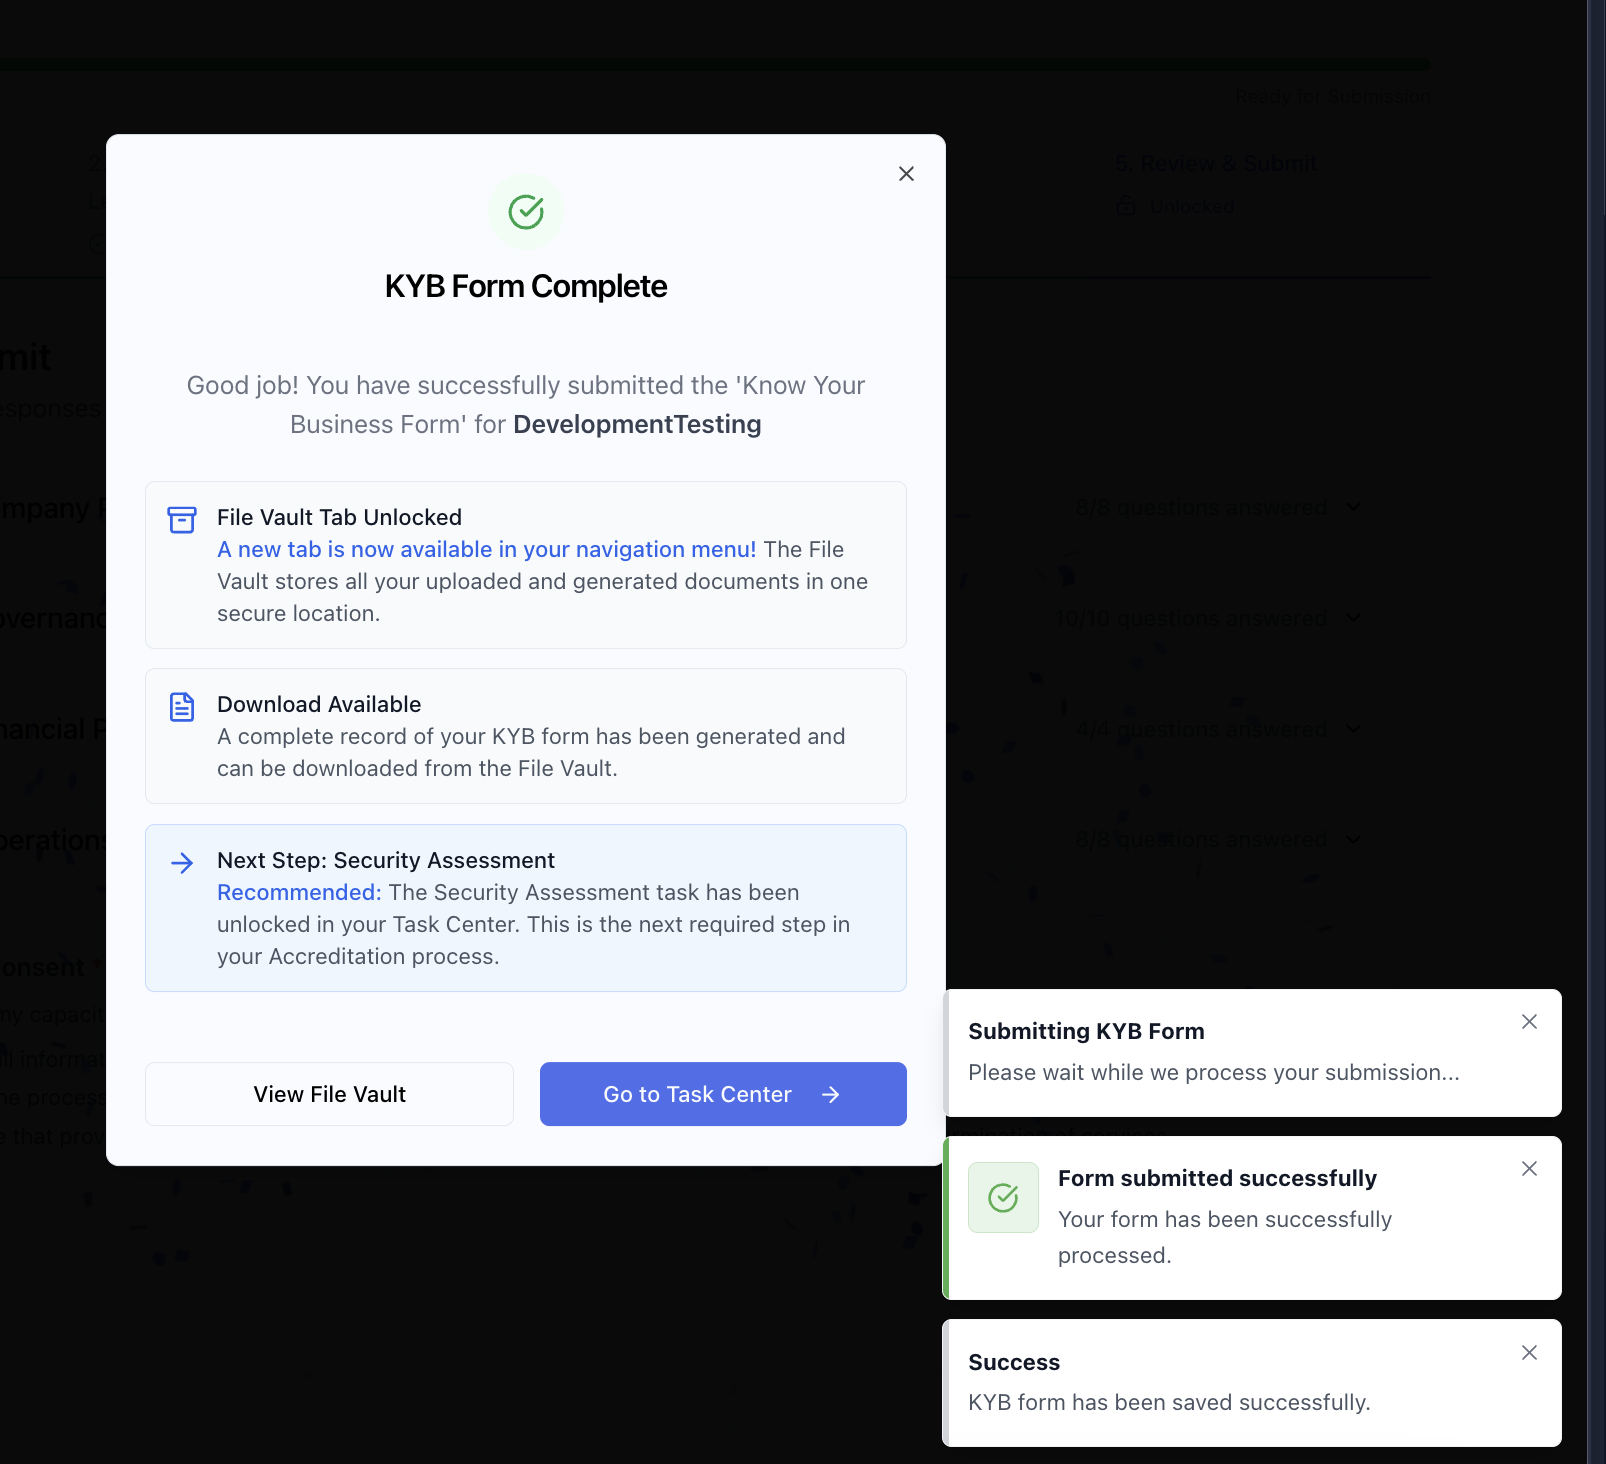 Ready for Submission
5. Review & Submit
Unlocked
KYB Form Complete
Good job! You have successfully submitted the 'Know Your
Business Form' for DevelopmentTesting
File Vault Tab Unlocked
A new tab is now available in your navigation menu! The File
Vault stores all your uploaded and generated documents in one
secure location.
Download Available
A complete record of your KYB form has been generated and
can be downloaded from the File Vault.
Next Step: Security Assessment
Recommended: The Security Assessment task has been
unlocked in your Task Center. This is the next required step in
your Accreditation process.
View File Vault
Go to Task Center
8/8 questions answered
10/10 questions answered
4/4 questions answered
8/8 questions answered
Submitting KYB Form
Please wait while we process your submission...
Form submitted successfully
Your form has been successfully
processed.
Success
KYB form has been saved successfully.